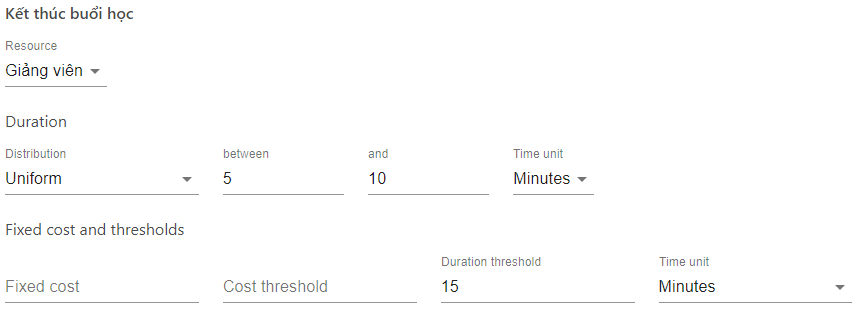 Kết thúc buổi học
Resource
Giảng viên
Duration
Distribution between and Time unit
Uniform 5 10 Minutes
Fixed cost and thresholds
Duration threshold Time unit
Fixed cost Cost threshold 15 Minutes